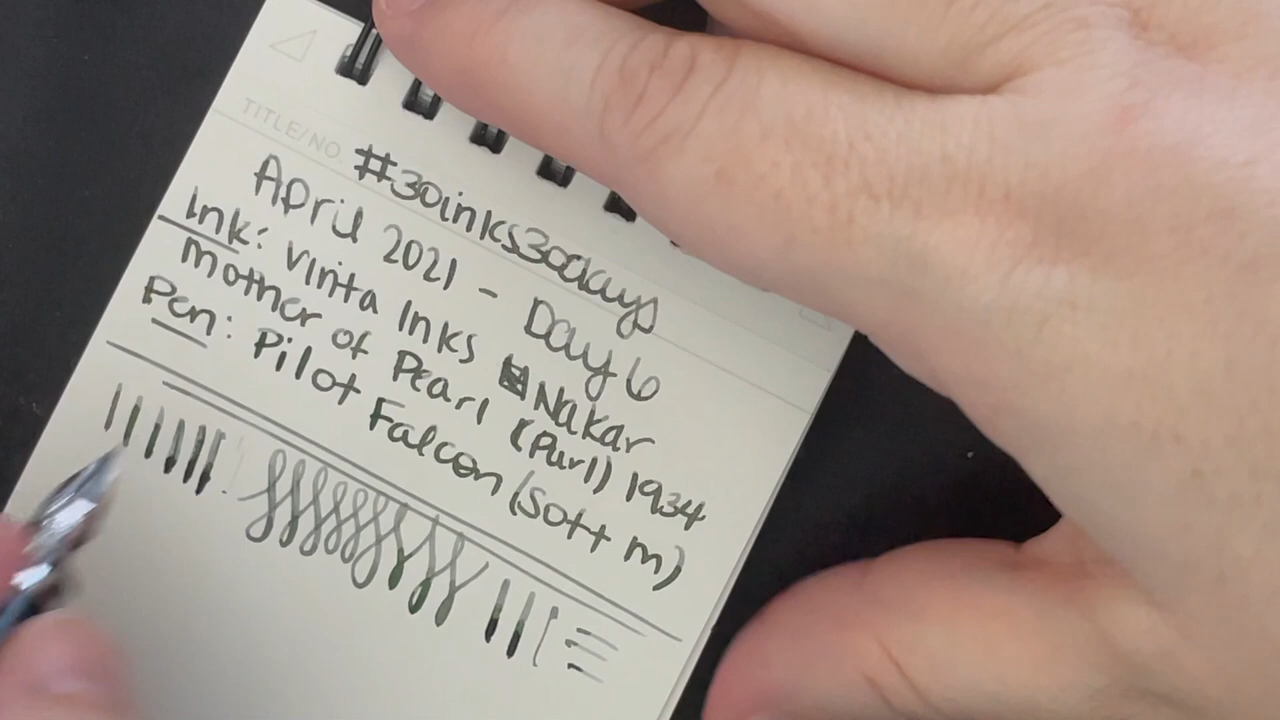 TITLE/NO.
#30inks30days
April 2021 - Day 6
Ink: Vinta Inks Nakar
Mother of Pearl (Purl) 1934
Pen: Pilot Falcon (Soft M)